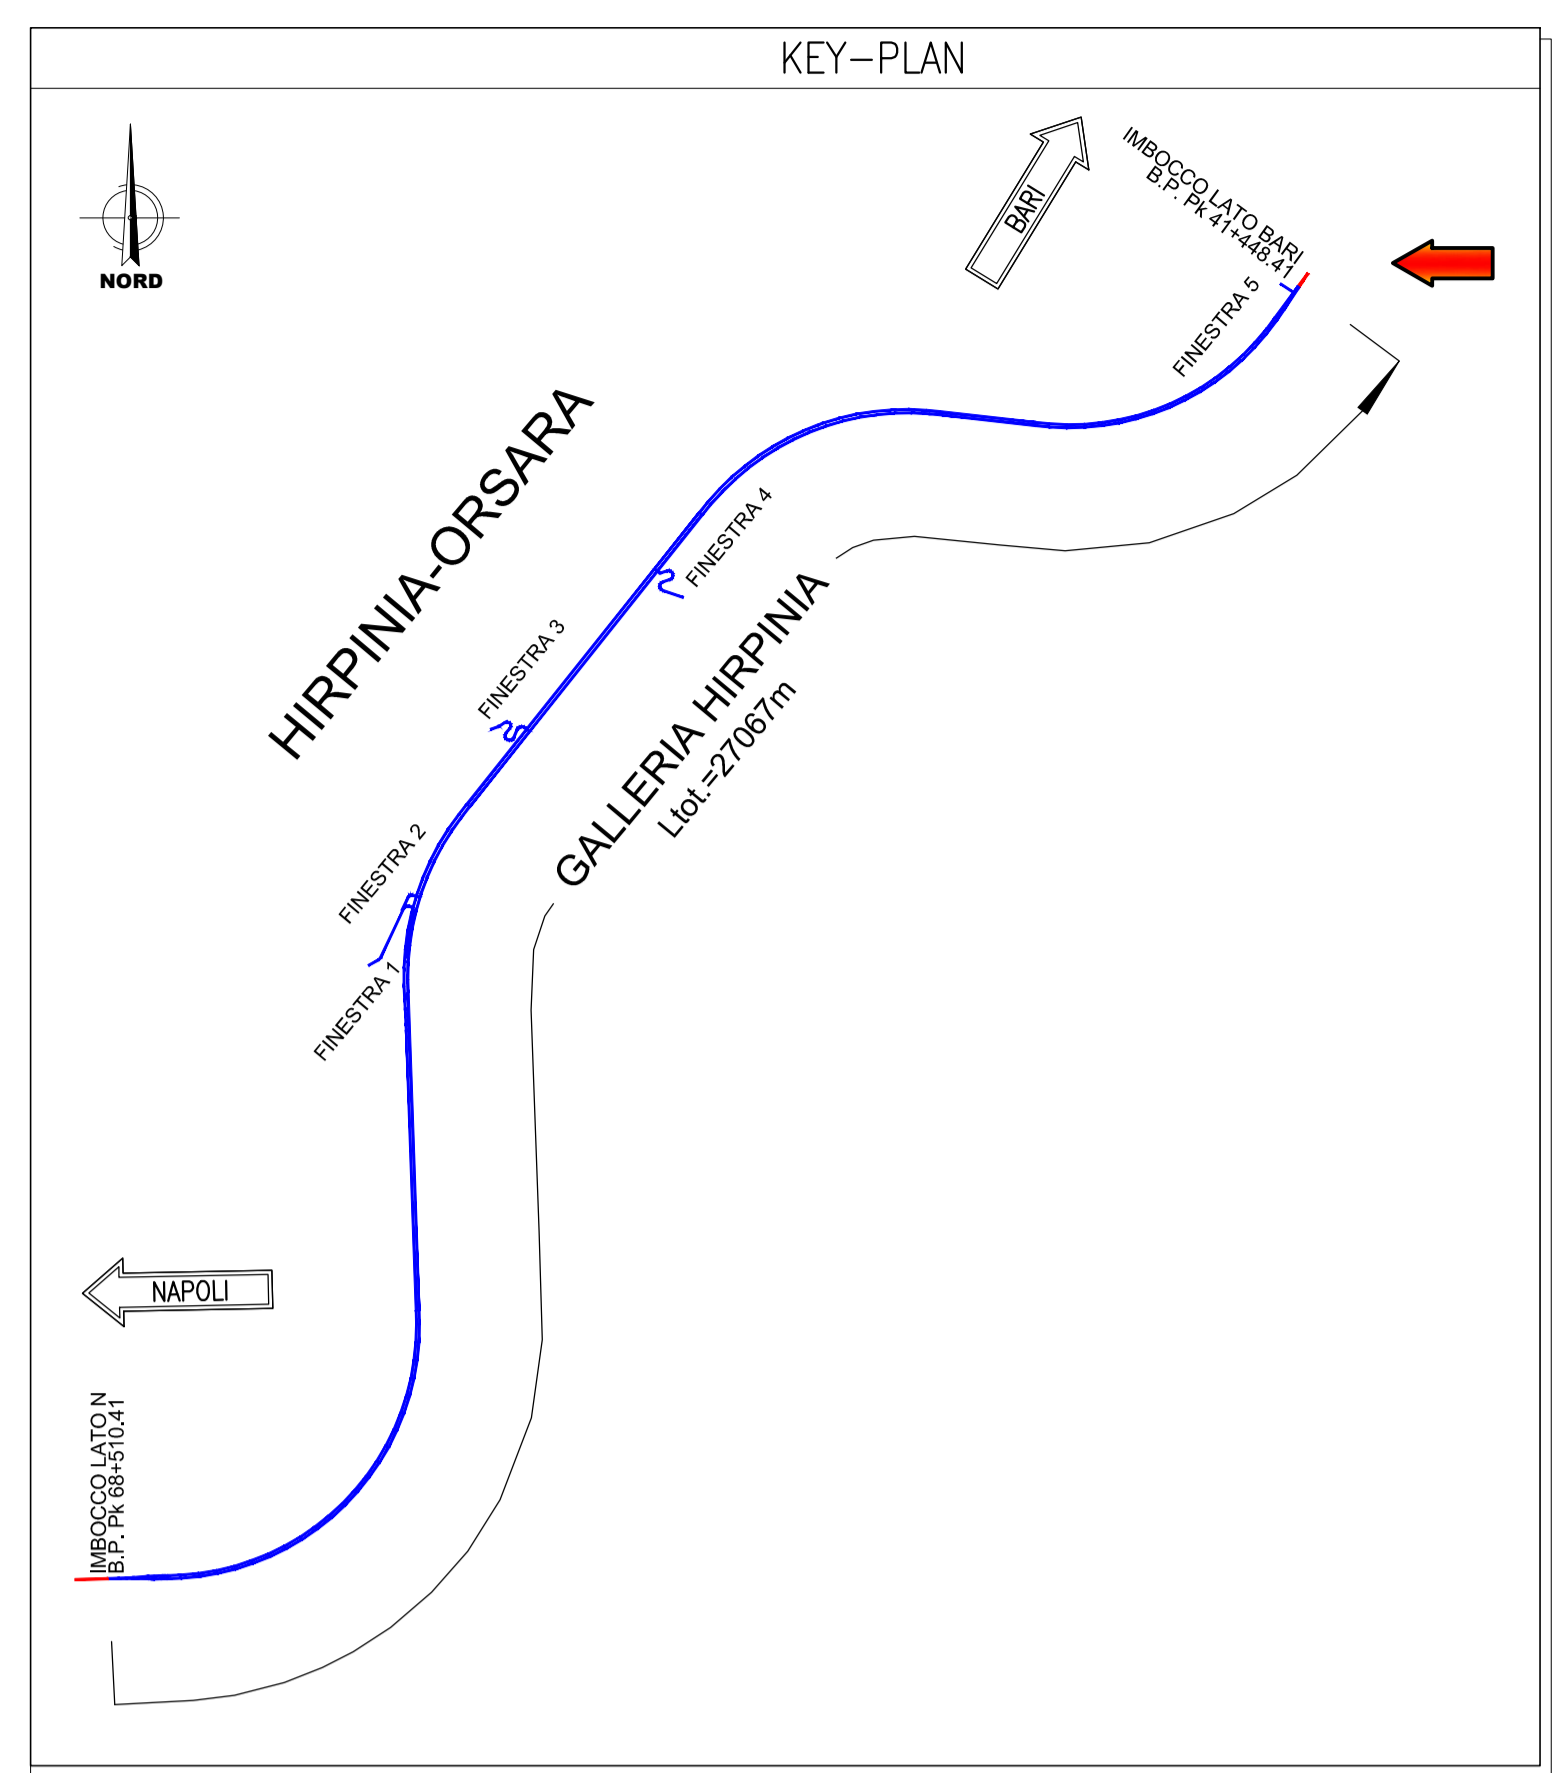 KEY-PLAN
NORD
BARI
IMBOCCO LATO BARI
B.P. Pk 41+448.41
FINESTRA 5
HIRPINIA-ORSARA
FINESTRA 4
GALLERIA HIRPINIA
Ltot.=27067m
FINESTRA 3
FINESTRA 2
FINESTRA 1
NAPOLI
IMBOCCO LATO N
B.P. Pk 68+510.41